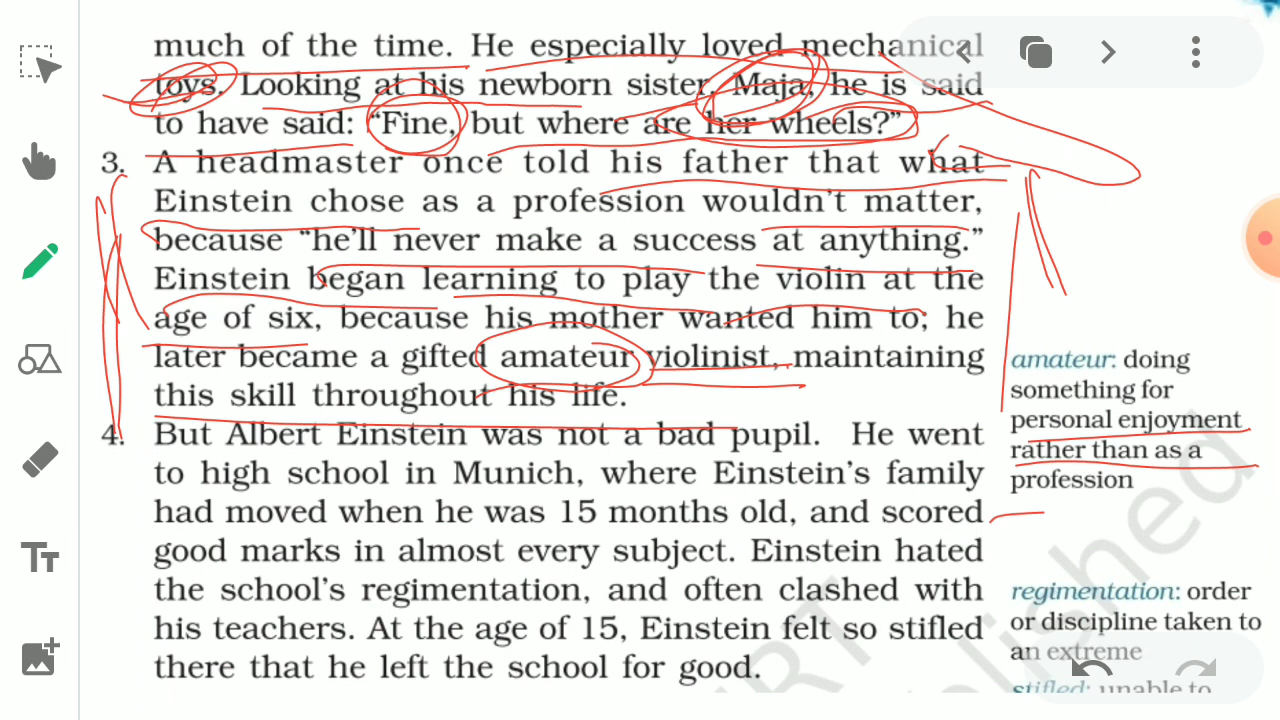 much of the time. He especially loved mechanical
toys. Looking at his newborn sister, Maja, he is said
to have said: “Fine, but where are her wheels?”
3. A headmaster once told his father that what
Einstein chose as a profession wouldn’t matter,
because “he’ll never make a success at anything.”
Einstein began learning to play the violin at the
age of six, because his mother wanted him to; he
later became a gifted amateur violinist, maintaining
this skill throughout his life.
4. But Albert Einstein was not a bad pupil. He went
to high school in Munich, where Einstein’s family
had moved when he was 15 months old, and scored
good marks in almost every subject. Einstein hated
the school’s regimentation, and often clashed with
his teachers. At the age of 15, Einstein felt so stifled
there that he left the school for good.
amateur: doing
something for
personal enjoyment
rather than as a
profession
regimentation: order
or discipline taken to
an extreme
stifled: unable to
Tт